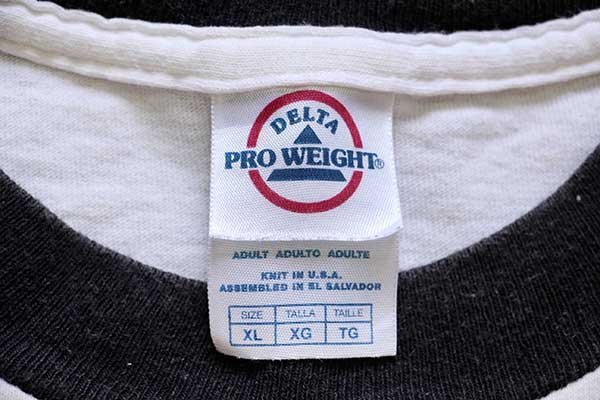 DELTA
PRO WEIGHT®
ADULT ADULTO ADULTE
KNIT IN U.S.A.
ASSEMBLED IN EL SALVADOR
SIZE TALLA TAILLE
XL XG TG